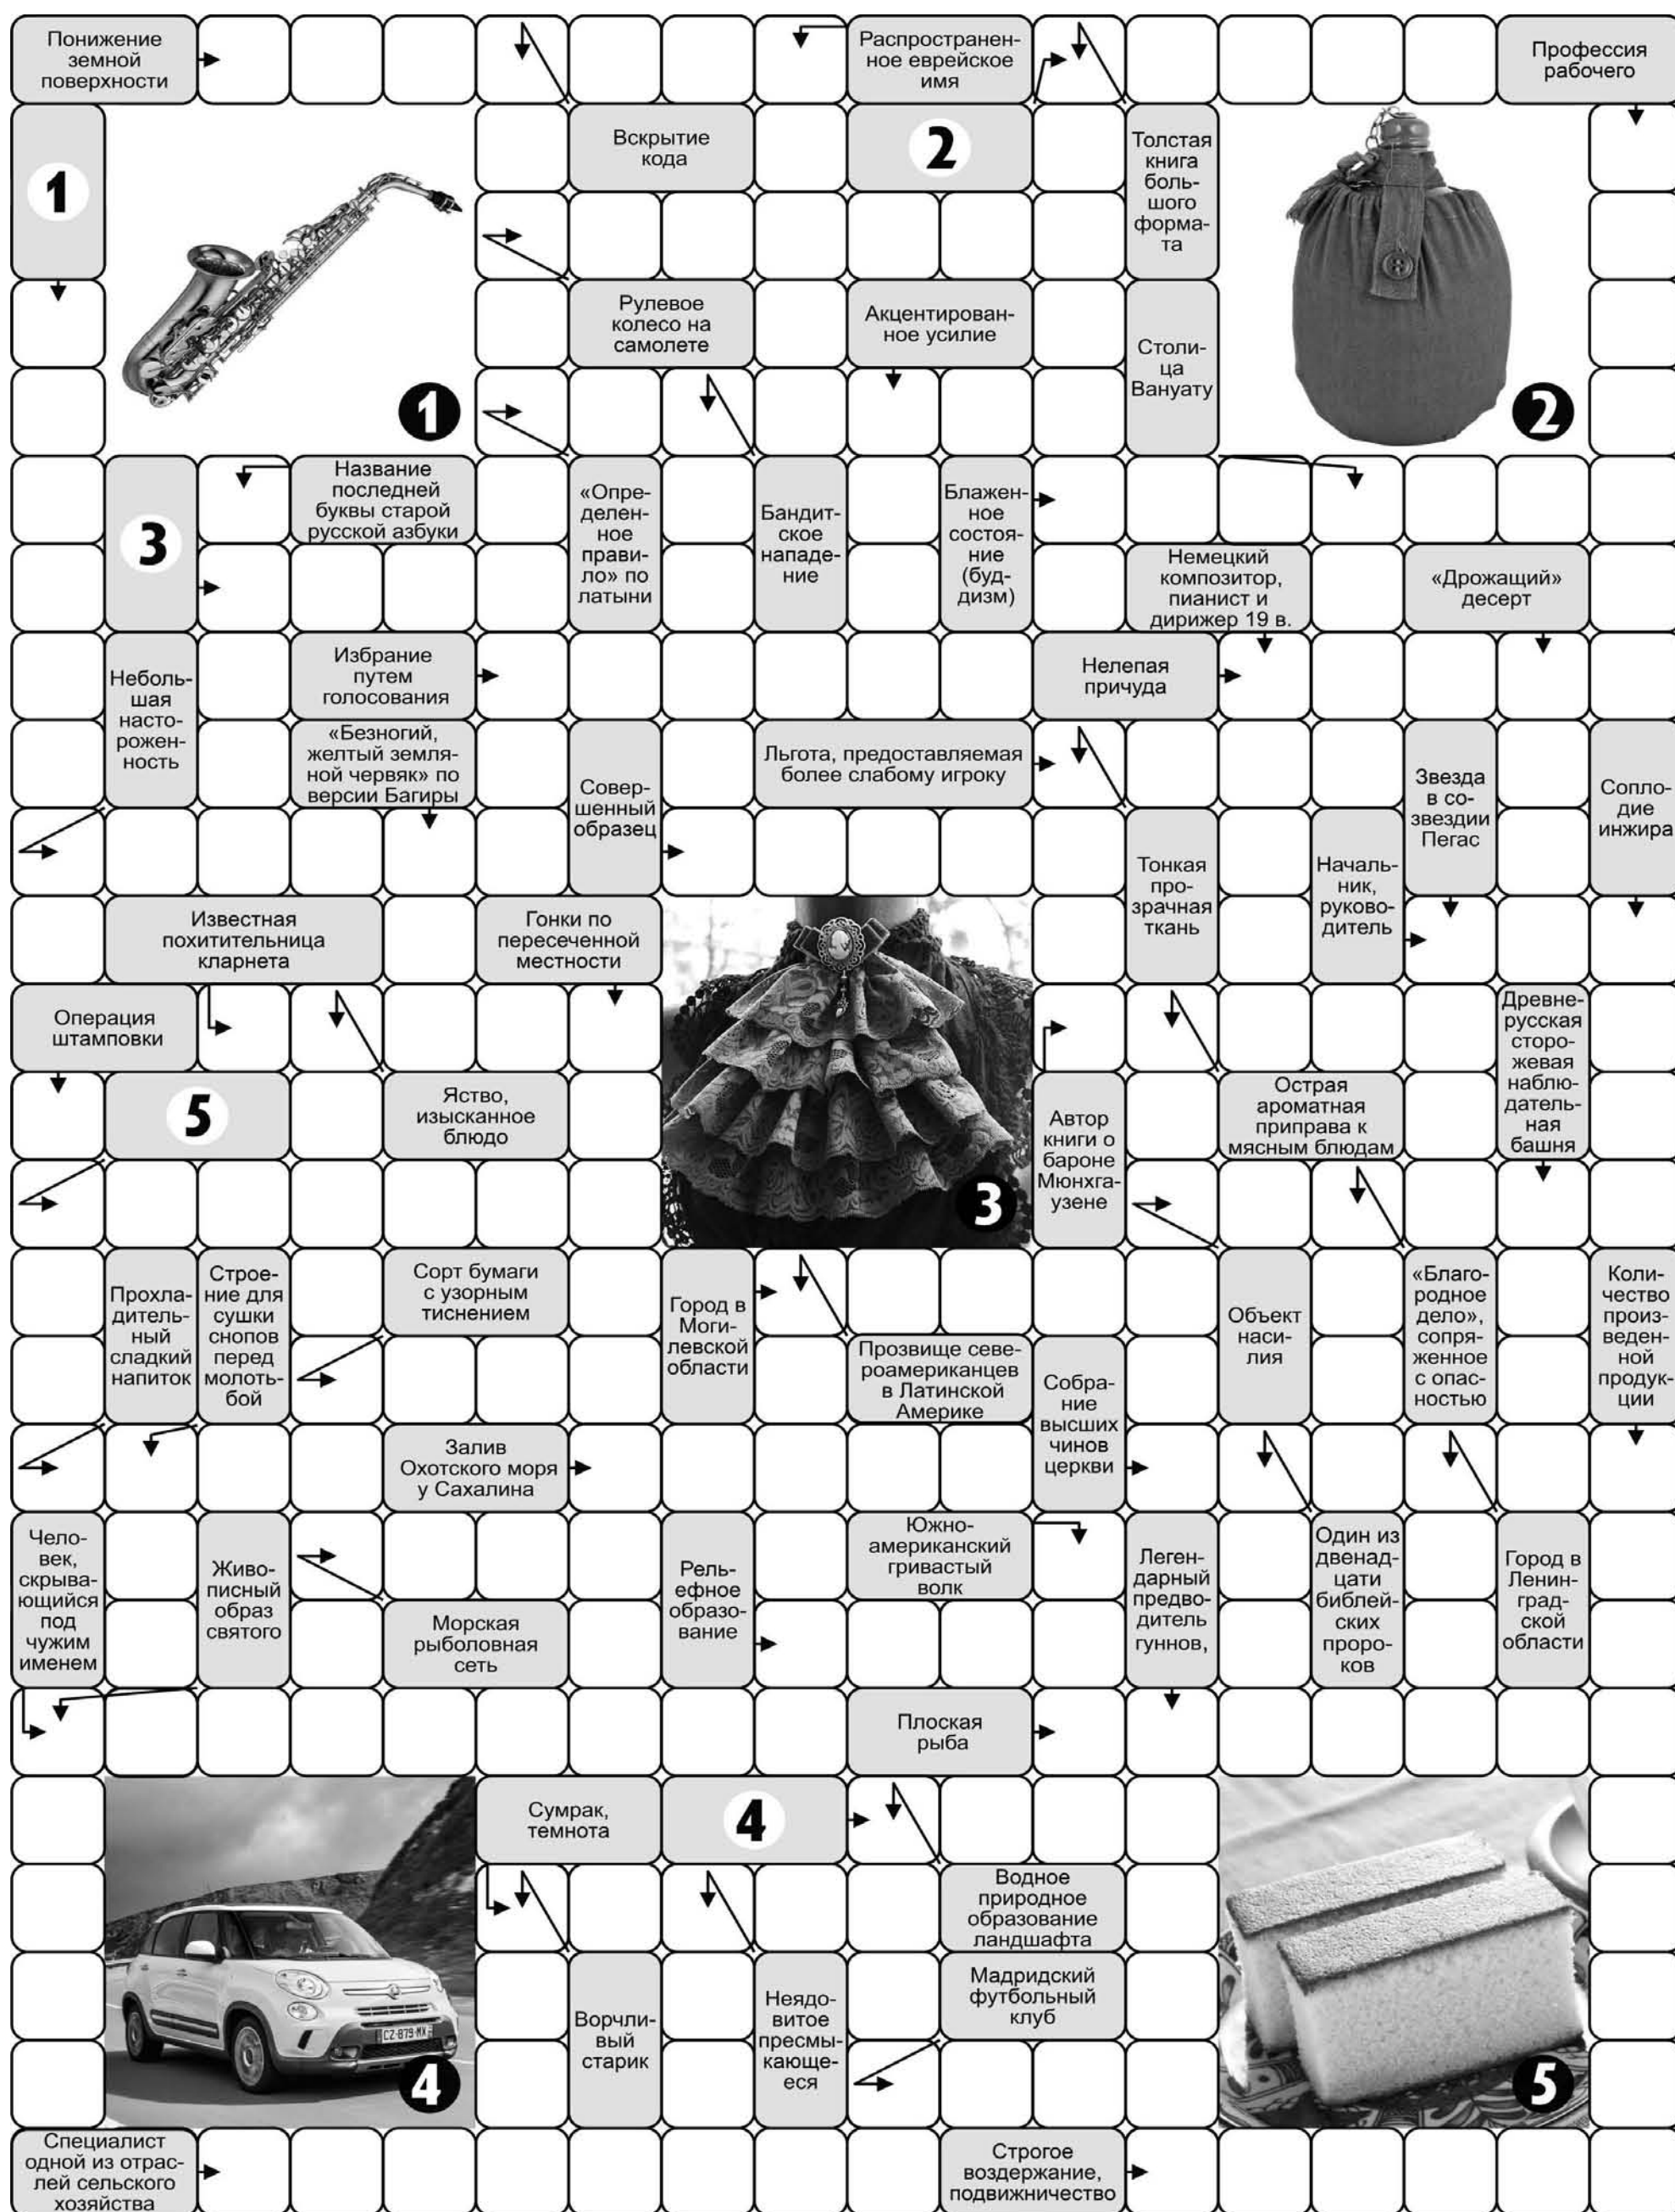 Понижение
земной
поверхности
Распространен-
ное еврейское
имя
Профессия
рабочего
1
Вскрытие
кода
2
Толстая
книга
боль-
шого
форма-
та
Рулевое
колесо на
самолете
Акцентирован-
ное усилие
Столи-
ца
Вануату
1
2
3
Название
последней
буквы старой
русской азбуки
«Опре-
делен-
ное
прави-
ло» по
латыни
Бандит-
ское
нападе-
ние
Блажен-
ное
состоя-
ние
(буд-
дизм)
Немецкий
композитор,
пианист и
дирижер 19 в.
«Дрожащий»
десерт
Неболь-
шая
насто-
рожен-
ность
Избрание
путем
голосования
Нелепая
причуда
«Безногий,
желтый земля-
ной червяк» по
версии Багиры
Совер-
шенный
образец
Льгота, предоставляемая
более слабому игроку
Звезда
в со-
звездии
Пегас
Сопло-
дие
инжира
Тонкая
про-
зрачная
ткань
Началь-
ник,
руково-
дитель
Известная
похитительница
кларнета
Гонки по
пересеченной
местности
Операция
штамповки
Древне-
русская
сторо-
жевая
наблю-
датель-
ная
башня
5
Яство,
изысканное
блюдо
3
Автор
книги о
бароне
Мюнхга-
узене
Острая
ароматная
приправа к
мясным блюдам
Прохла-
дитель-
ный
сладкий
напиток
Строе-
ние для
сушки
снопов
перед
молоть-
бой
Сорт бумаги
с узорным
тиснением
Город в
Моги-
левской
области
Прозвище севе-
роамериканцев
в Латинской
Америке
Собра-
ние
высших
чинов
церкви
Объект
наси-
лия
«Благо-
родное
дело»,
сопря-
женное
с опас-
ностью
Коли-
чество
произ-
веден-
ной
продук-
ции
Залив
Охотского моря
у Сахалина
Чело-
век,
скрыва-
ющийся
под
чужим
именем
Живо-
писный
образ
святого
Морская
рыболовная
сеть
Рель-
ефное
образо-
вание
Южно-
американский
гривастый
волк
Леген-
дарный
предво-
дитель
гуннов,
Один из
двенад-
цати
библей-
ских
проро-
ков
Город в
Ленин-
град-
ской
области
Плоская
рыба
Сумрак,
темнота
4
Водное
природное
образование
ландшафта
Ворчли-
вый
старик
Неядо-
витое
пресмы-
кающе-
еся
Мадридский
футбольный
клуб
CZ-879-MX
4
5
Специалист
одной из отрас-
лей сельского
хозяйства
Строгое
воздержание,
подвижничество